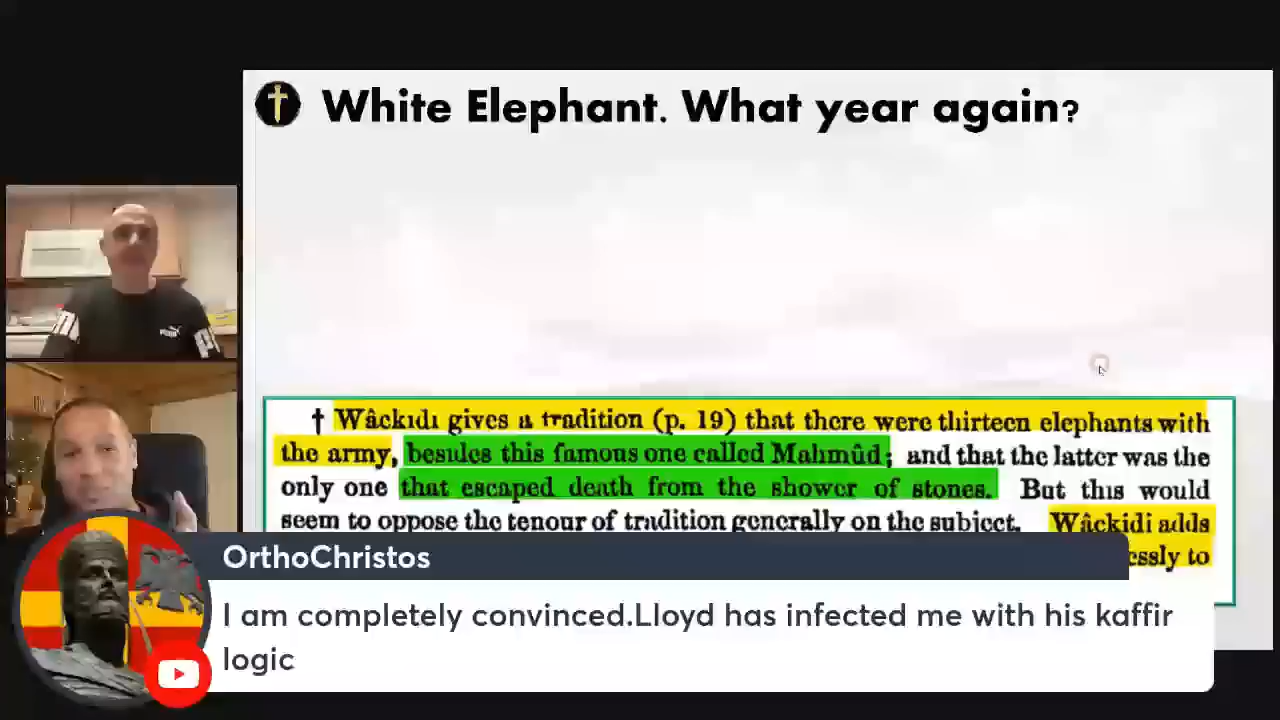 White Elephant. What year again?
† Wâckidi gives a tradition (p. 19) that there were thirteen elephants with
the army, besides this famous one called Mahmûd; and that the latter was the
only one that escaped death from the shower of stones. But this would
seem to oppose the tenour of tradition generally on the subject. Wâckidi adds
essly to
OrthoChristos
I am completely convinced.Lloyd has infected me with his kaffir
logic
PUMA